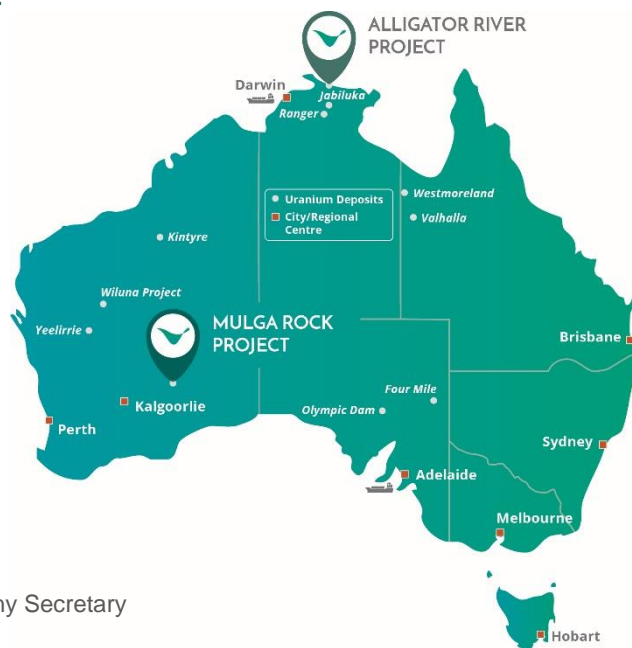 ALLIGATOR RIVER
PROJECT
Darwin
Jabiluka
Ranger
Uranium Deposits
City/Regional
Centre
Westmoreland
Valhalla
Kintyre
Wiluna Project
Yeelirrie
MULGA ROCK
PROJECT
Brisbane
Four Mile
Olympic Dam
Kalgoorlie
Perth
Sydney
Adelaide
Melbourne
ny Secretary
Hobart